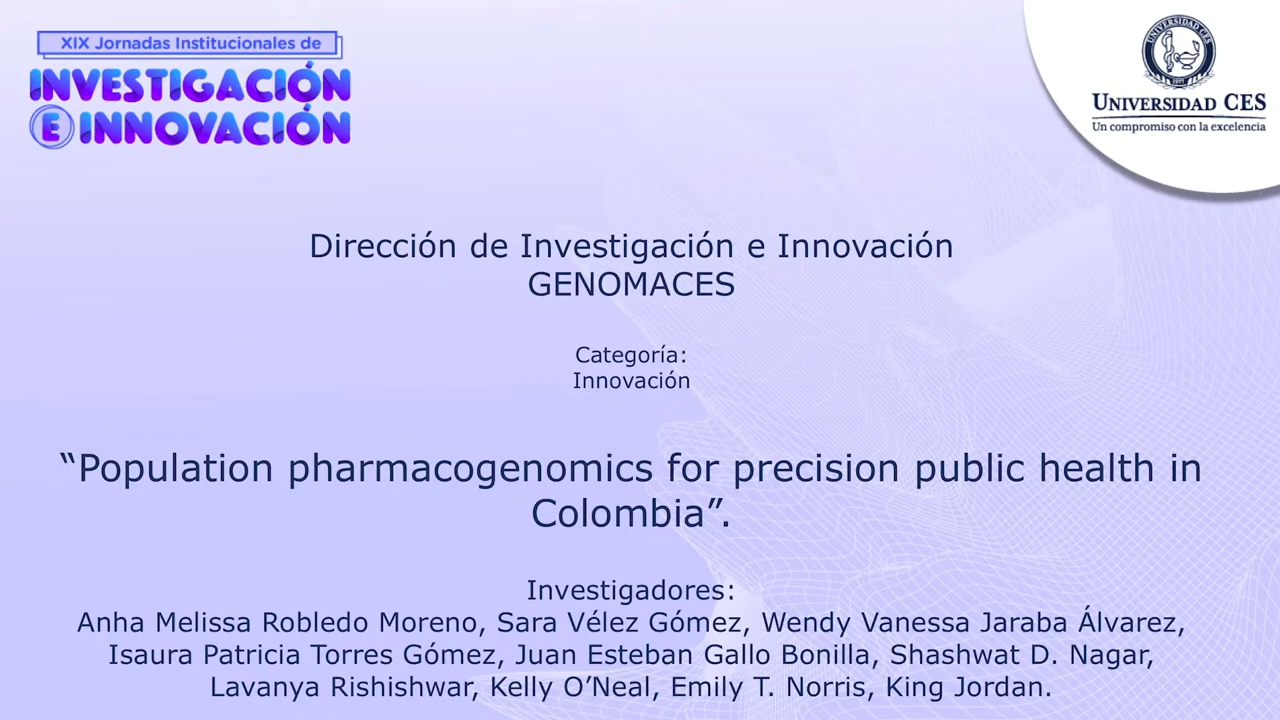 XIX Jornadas Institucionales de
INVESTIGACIÓN
E INNOVACIÓN
UNIVERSIDAD CES
UNIVERSIDAD CES
Un compromiso con la excelencia
Dirección de Investigación e Innovación
GENOMACES
Categoría:
Innovación
“Population pharmacogenomics for precision public health in
Colombia”.
Investigadores:
Anha Melissa Robledo Moreno, Sara Vélez Gómez, Wendy Vanessa Jaraba Álvarez,
Isaura Patricia Torres Gómez, Juan Esteban Gallo Bonilla, Shashwat D. Nagar,
Lavanya Rishishwar, Kelly O’Neal, Emily T. Norris, King Jordan.